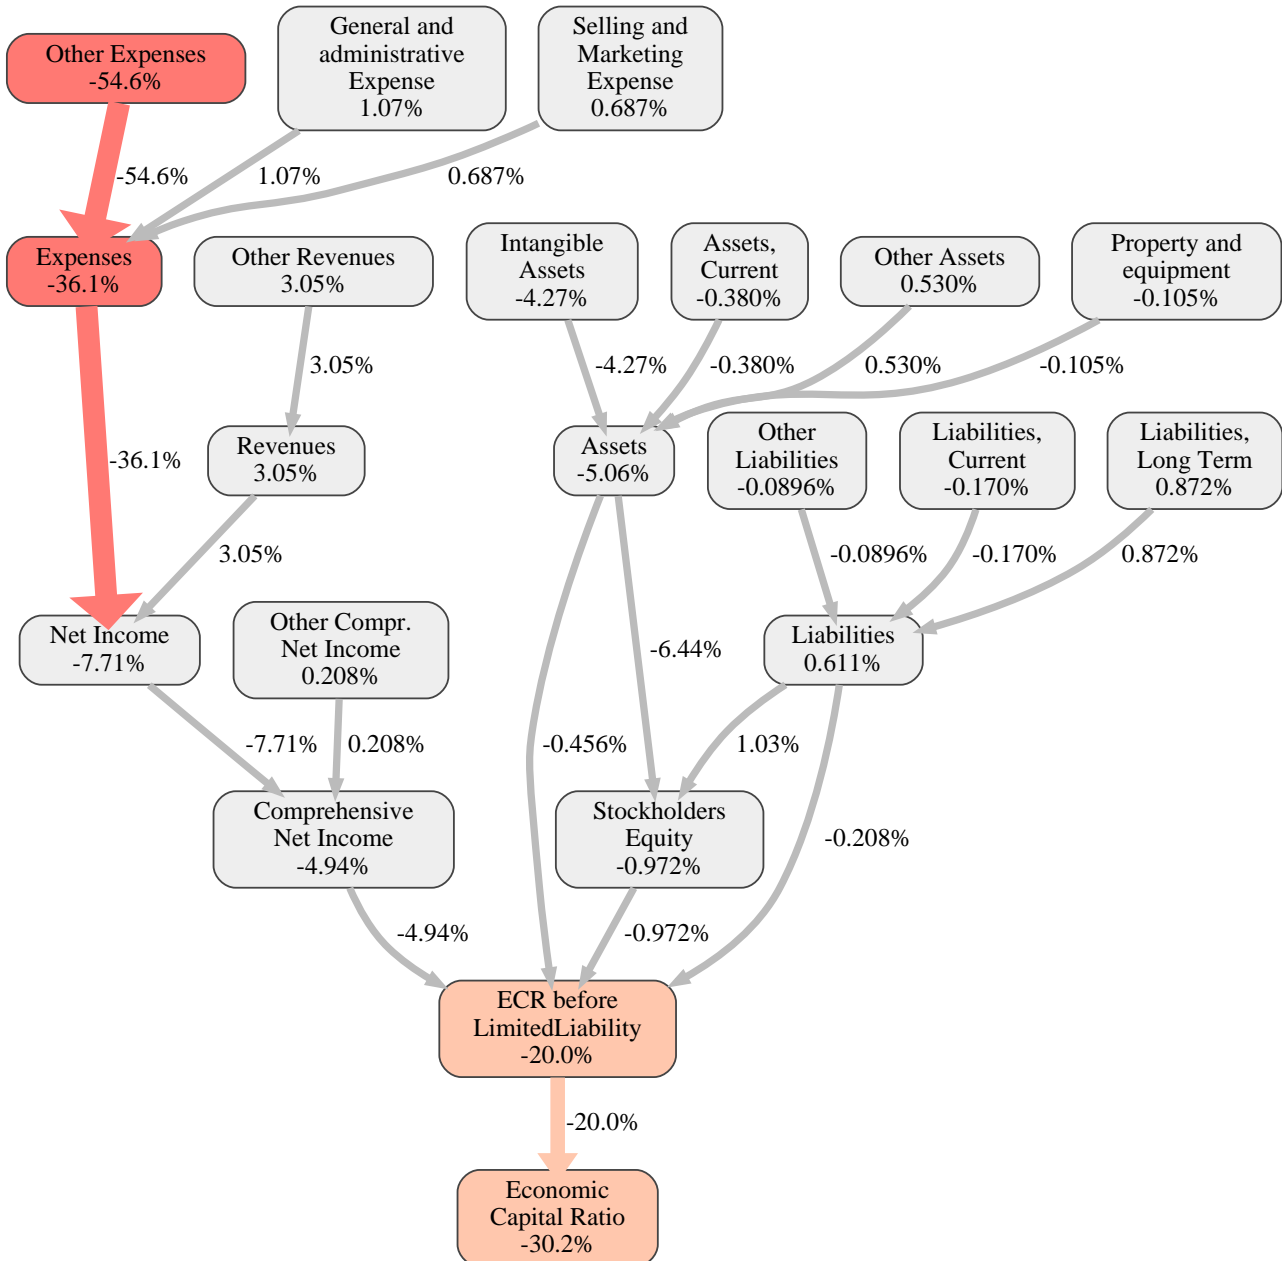 Other Expenses
-54.6%
General and
administrative
Expense
1.07%
Selling and
Marketing
Expense
0.687%
-54.6%
1.07%
0.687%
Expenses
-36.1%
Other Revenues
3.05%
Intangible
Assets
-4.27%
Assets,
Current
-0.380%
Other Assets
0.530%
Property and
equipment
-0.105%
3.05%
-4.27%
-0.380%
0.530%
-0.105%
-36.1%
Revenues
3.05%
Assets
-5.06%
Other
Liabilities
-0.0896%
Liabilities,
Current
-0.170%
Liabilities,
Long Term
0.872%
3.05%
-0.0896%
-0.170%
0.872%
Net Income
-7.71%
Other Compr.
Net Income
0.208%
-6.44%
Liabilities
0.611%
-7.71%
0.208%
-0.456%
1.03%
Comprehensive
Net Income
-4.94%
Stockholders
Equity
-0.972%
-0.208%
-4.94%
-0.972%
ECR before
LimitedLiability
-20.0%
-20.0%
Economic
Capital Ratio
-30.2%